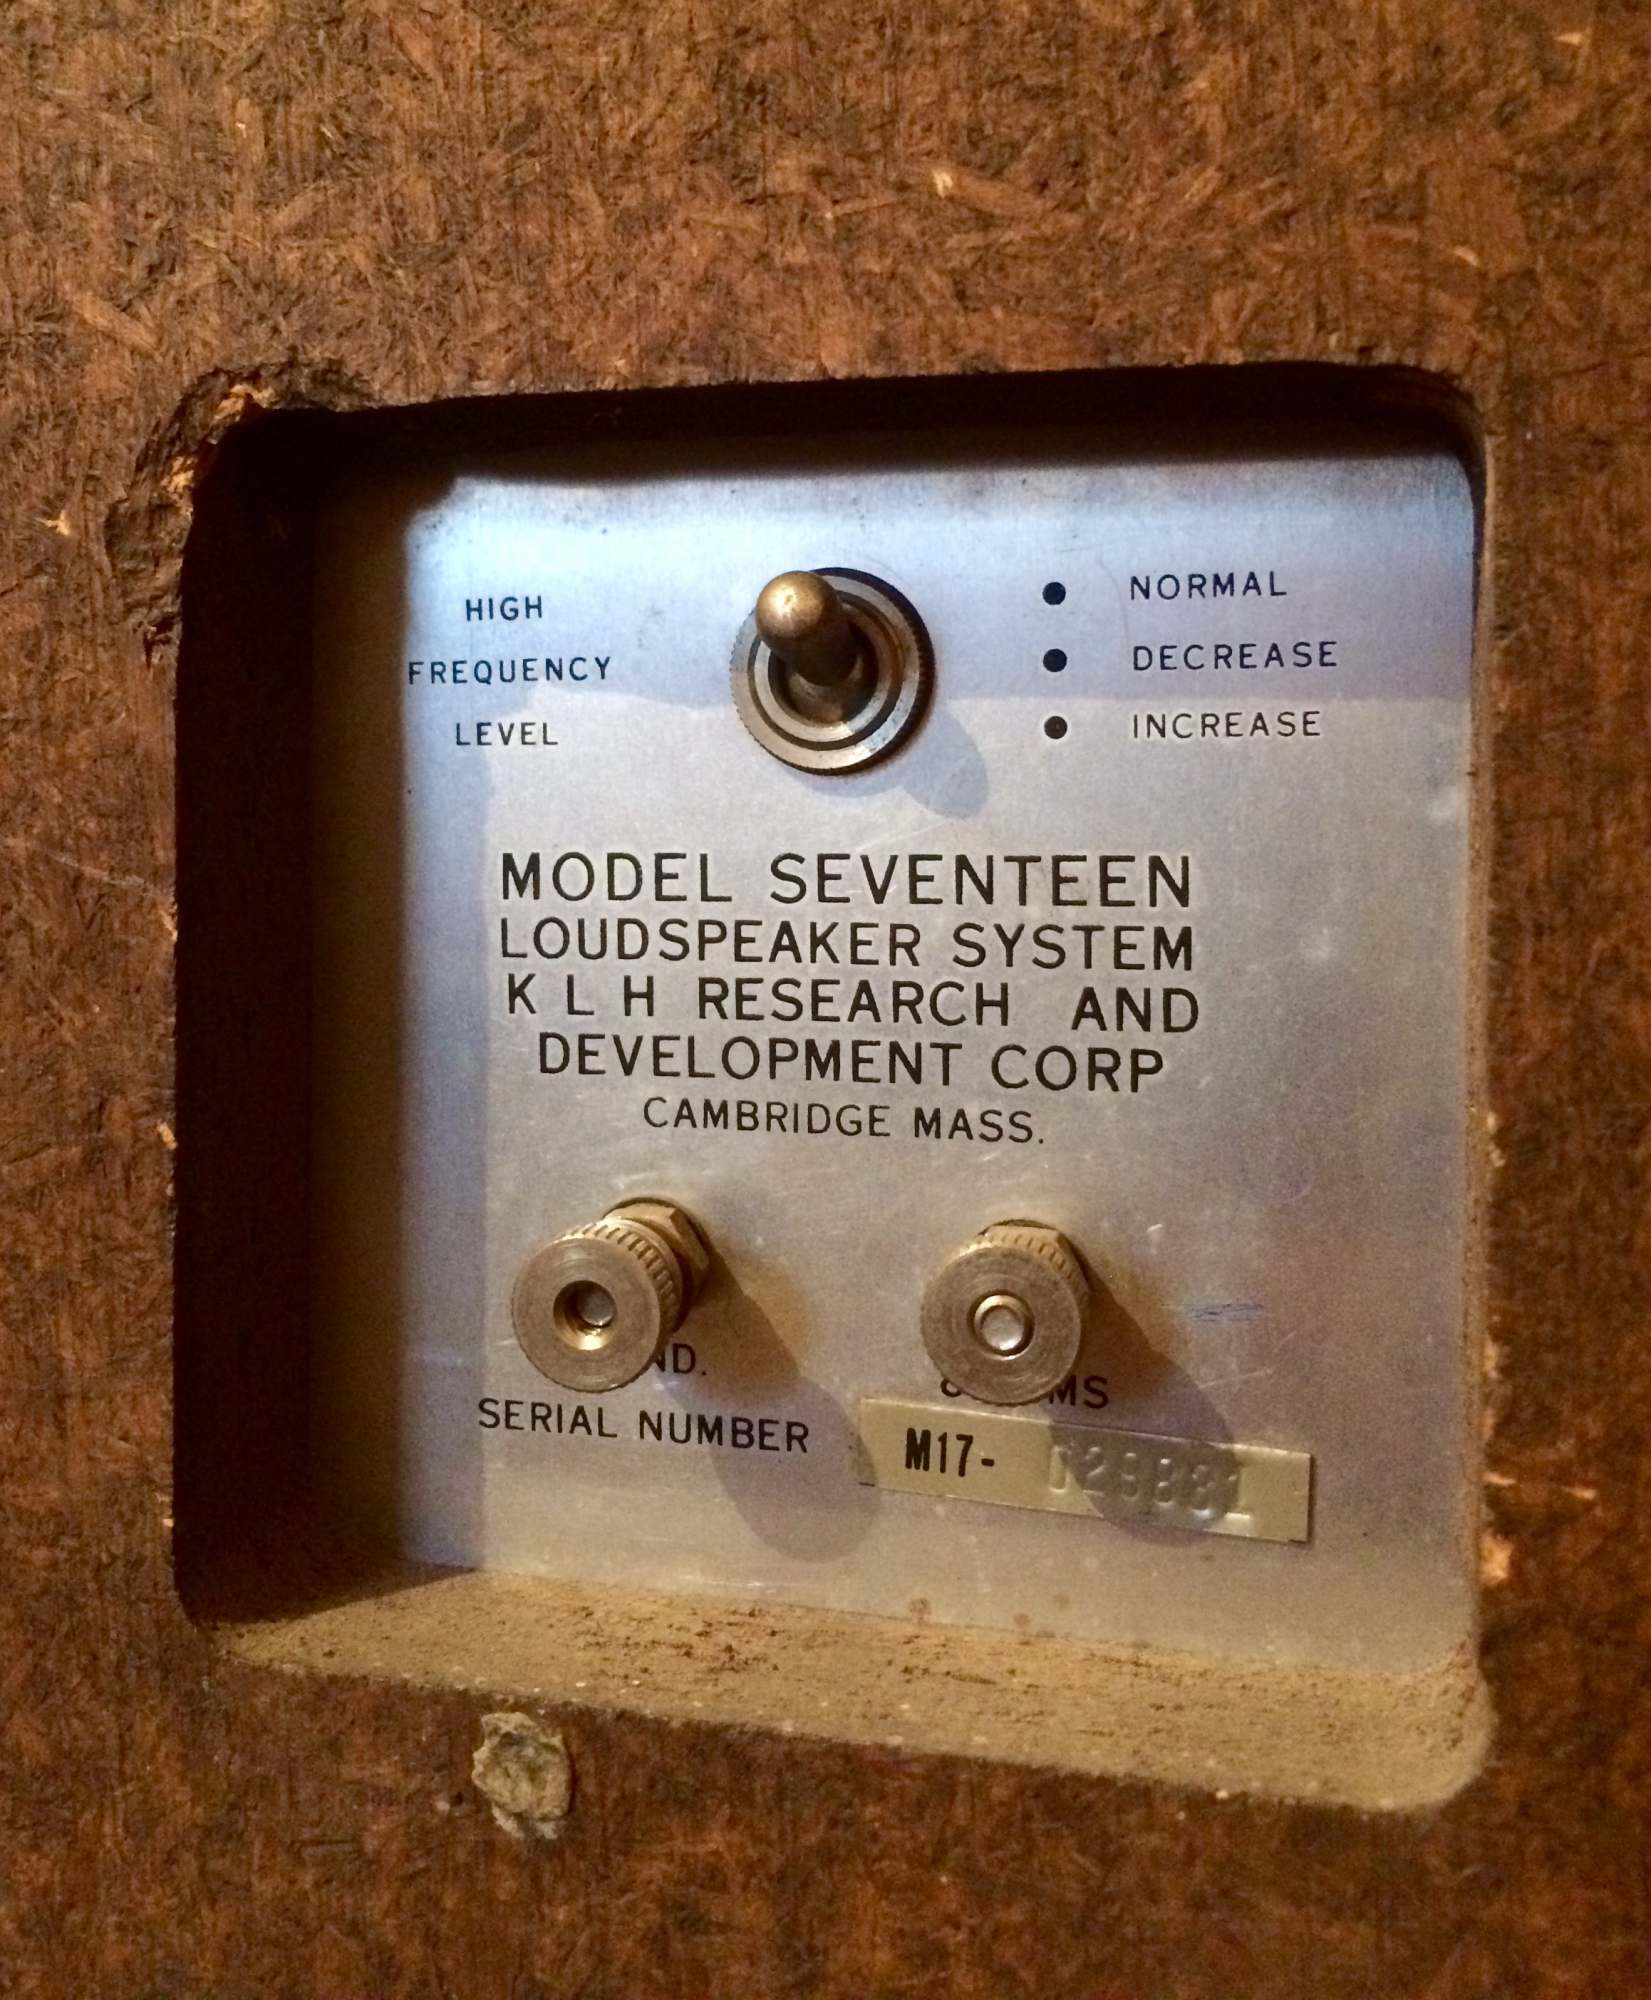 HIGH
FREQUENCY
LEVEL
NORMAL
DECREASE
INCREASE
MODEL SEVENTEEN
LOUDSPEAKER SYSTEM
K L H RESEARCH AND
DEVELOPMENT CORP
CAMBRIDGE MASS.
SERIAL NUMBER
M17-